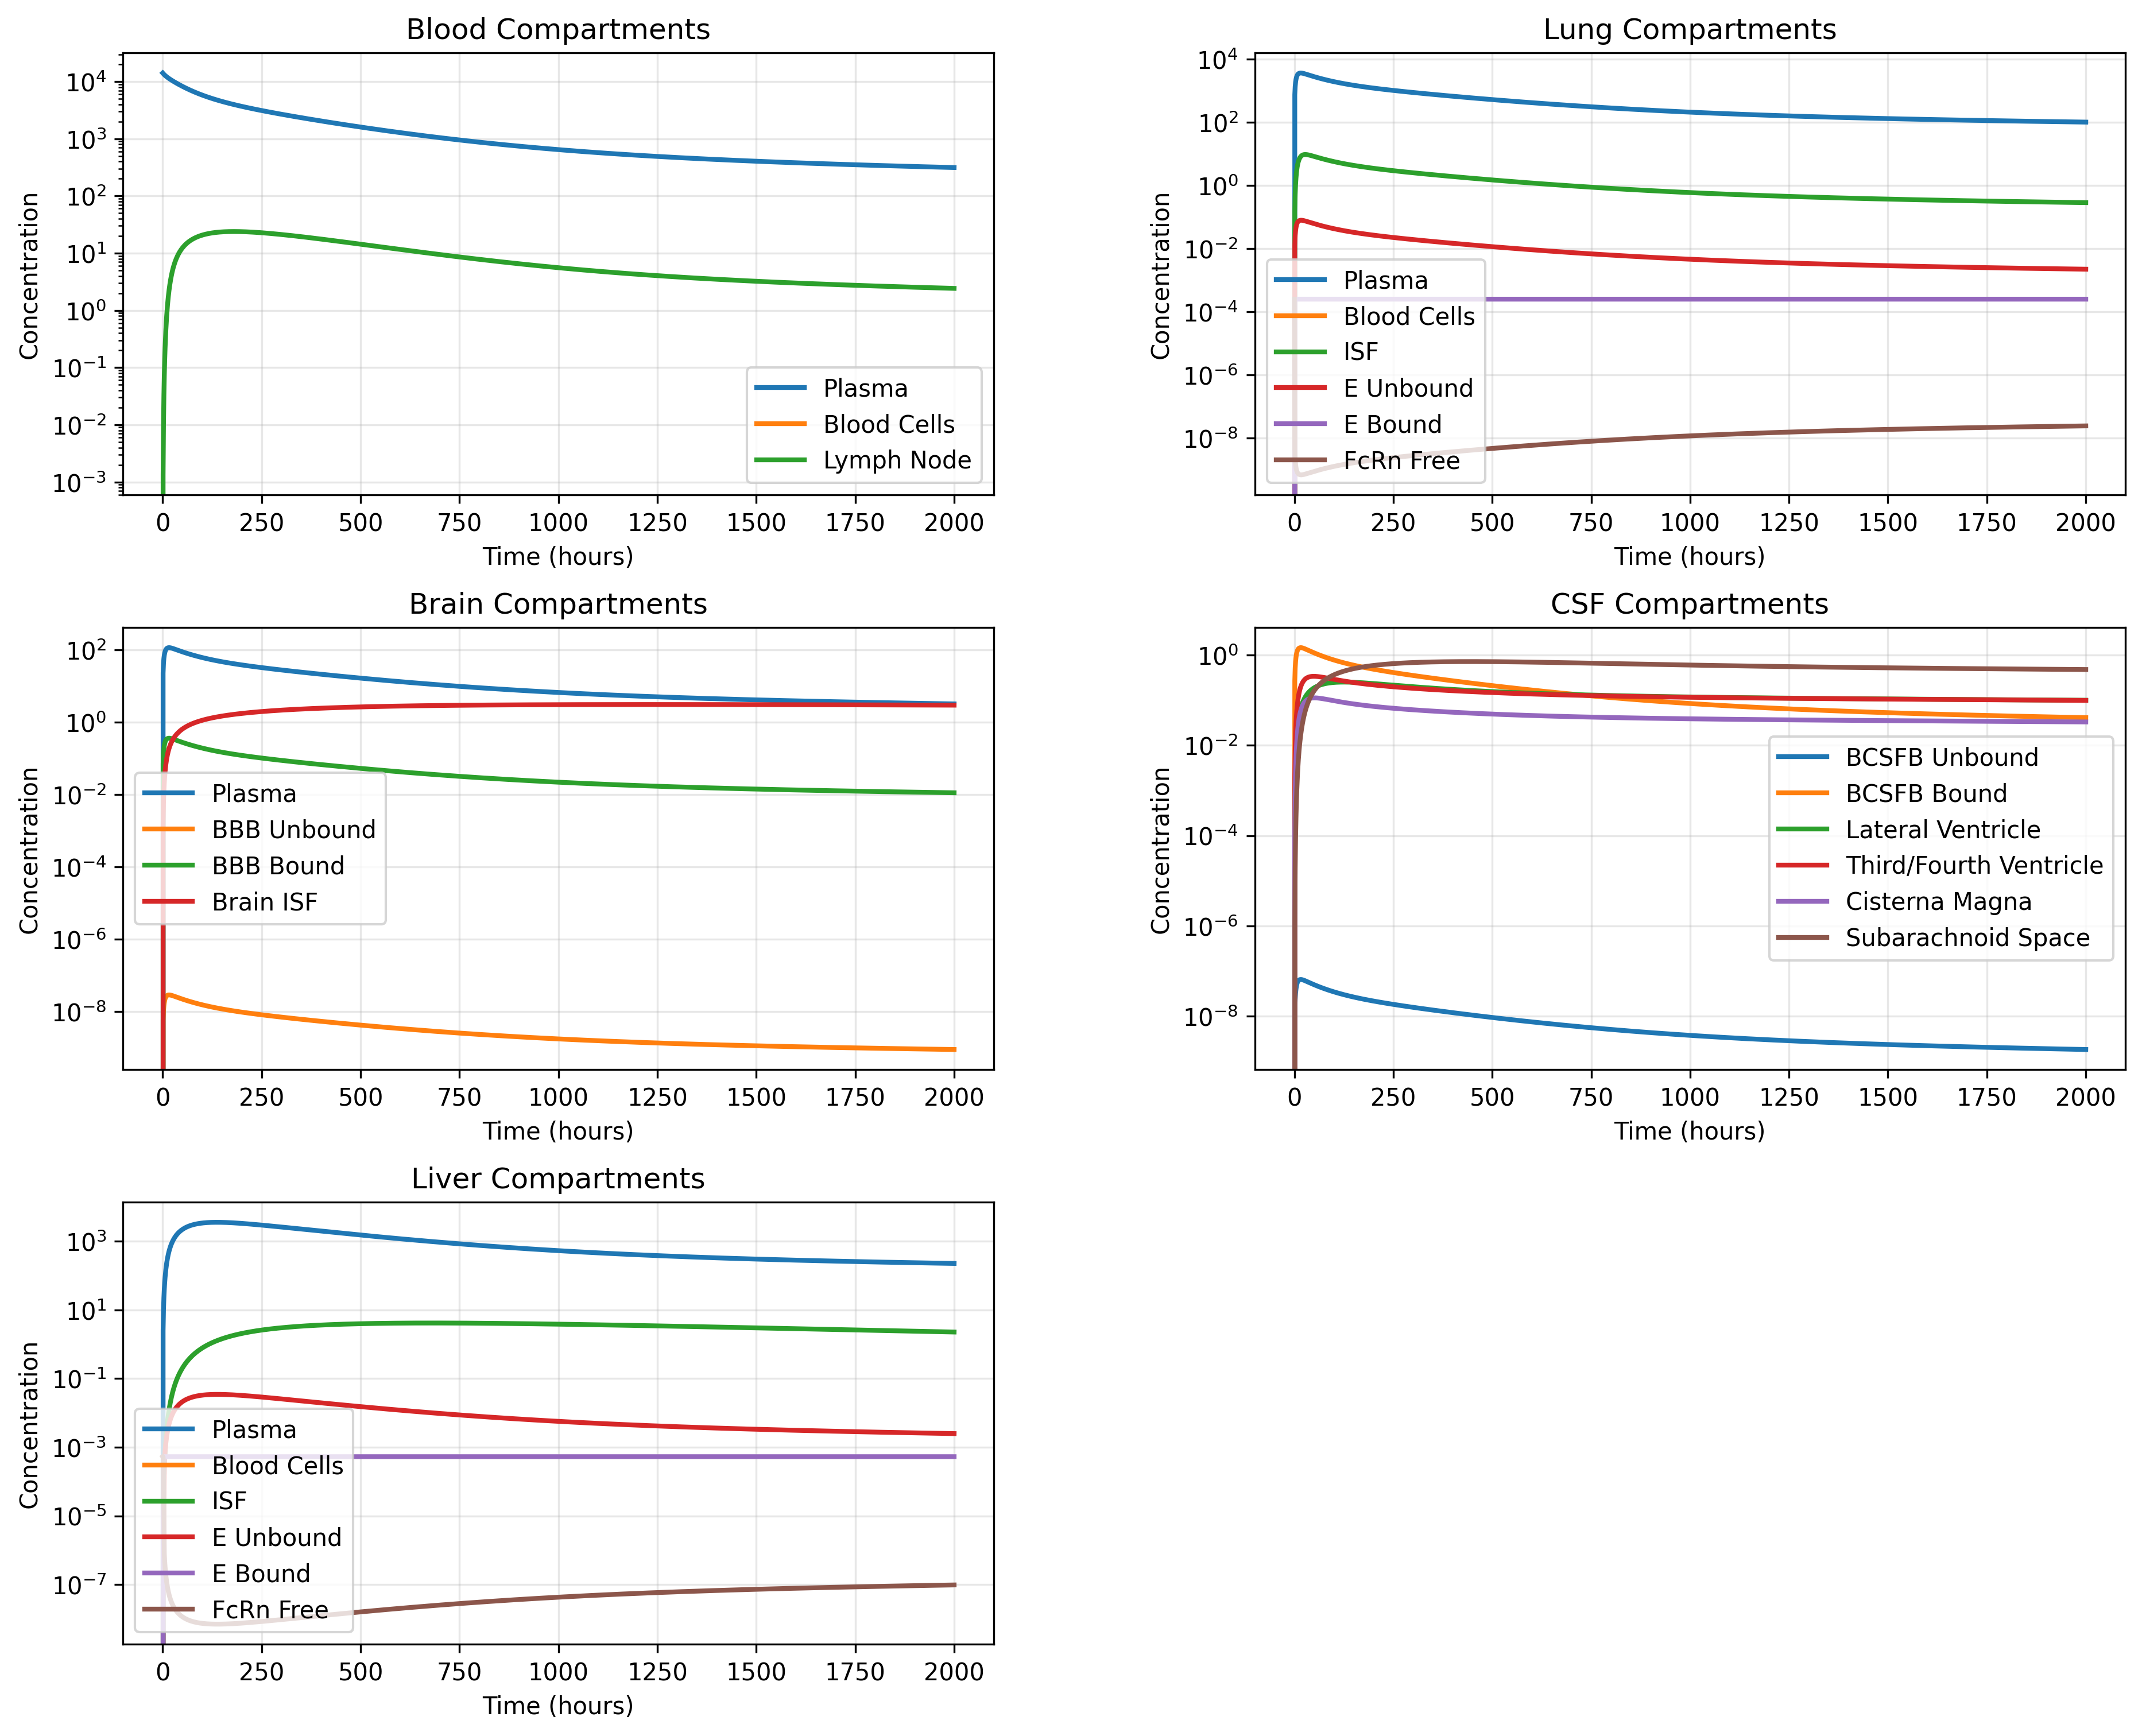 Blood Compartments
Concentration
10^4
10^3
10^2
10^1
10^0
10^-1
10^-2
10^-3
Plasma
Blood Cells
Lymph Node
0 250 500 750 1000 1250 1500 1750 2000
Time (hours)
Lung Compartments
Concentration
10^4
10^2
10^0
10^-2
10^-4
10^-6
10^-8
Plasma
Blood Cells
ISF
E Unbound
E Bound
FcRn Free
0 250 500 750 1000 1250 1500 1750 2000
Time (hours)
Brain Compartments
Concentration
10^2
10^0
10^-2
10^-4
10^-6
10^-8
Plasma
BBB Unbound
BBB Bound
Brain ISF
0 250 500 750 1000 1250 1500 1750 2000
Time (hours)
CSF Compartments
Concentration
10^0
10^-2
10^-4
10^-6
10^-8
BCSFB Unbound
BCSFB Bound
Lateral Ventricle
Third/Fourth Ventricle
Cisterna Magna
Subarachnoid Space
0 250 500 750 1000 1250 1500 1750 2000
Time (hours)
Liver Compartments
Concentration
10^3
10^1
10^-1
10^-3
10^-5
10^-7
Plasma
Blood Cells
ISF
E Unbound
E Bound
FcRn Free
0 250 500 750 1000 1250 1500 1750 2000
Time (hours)